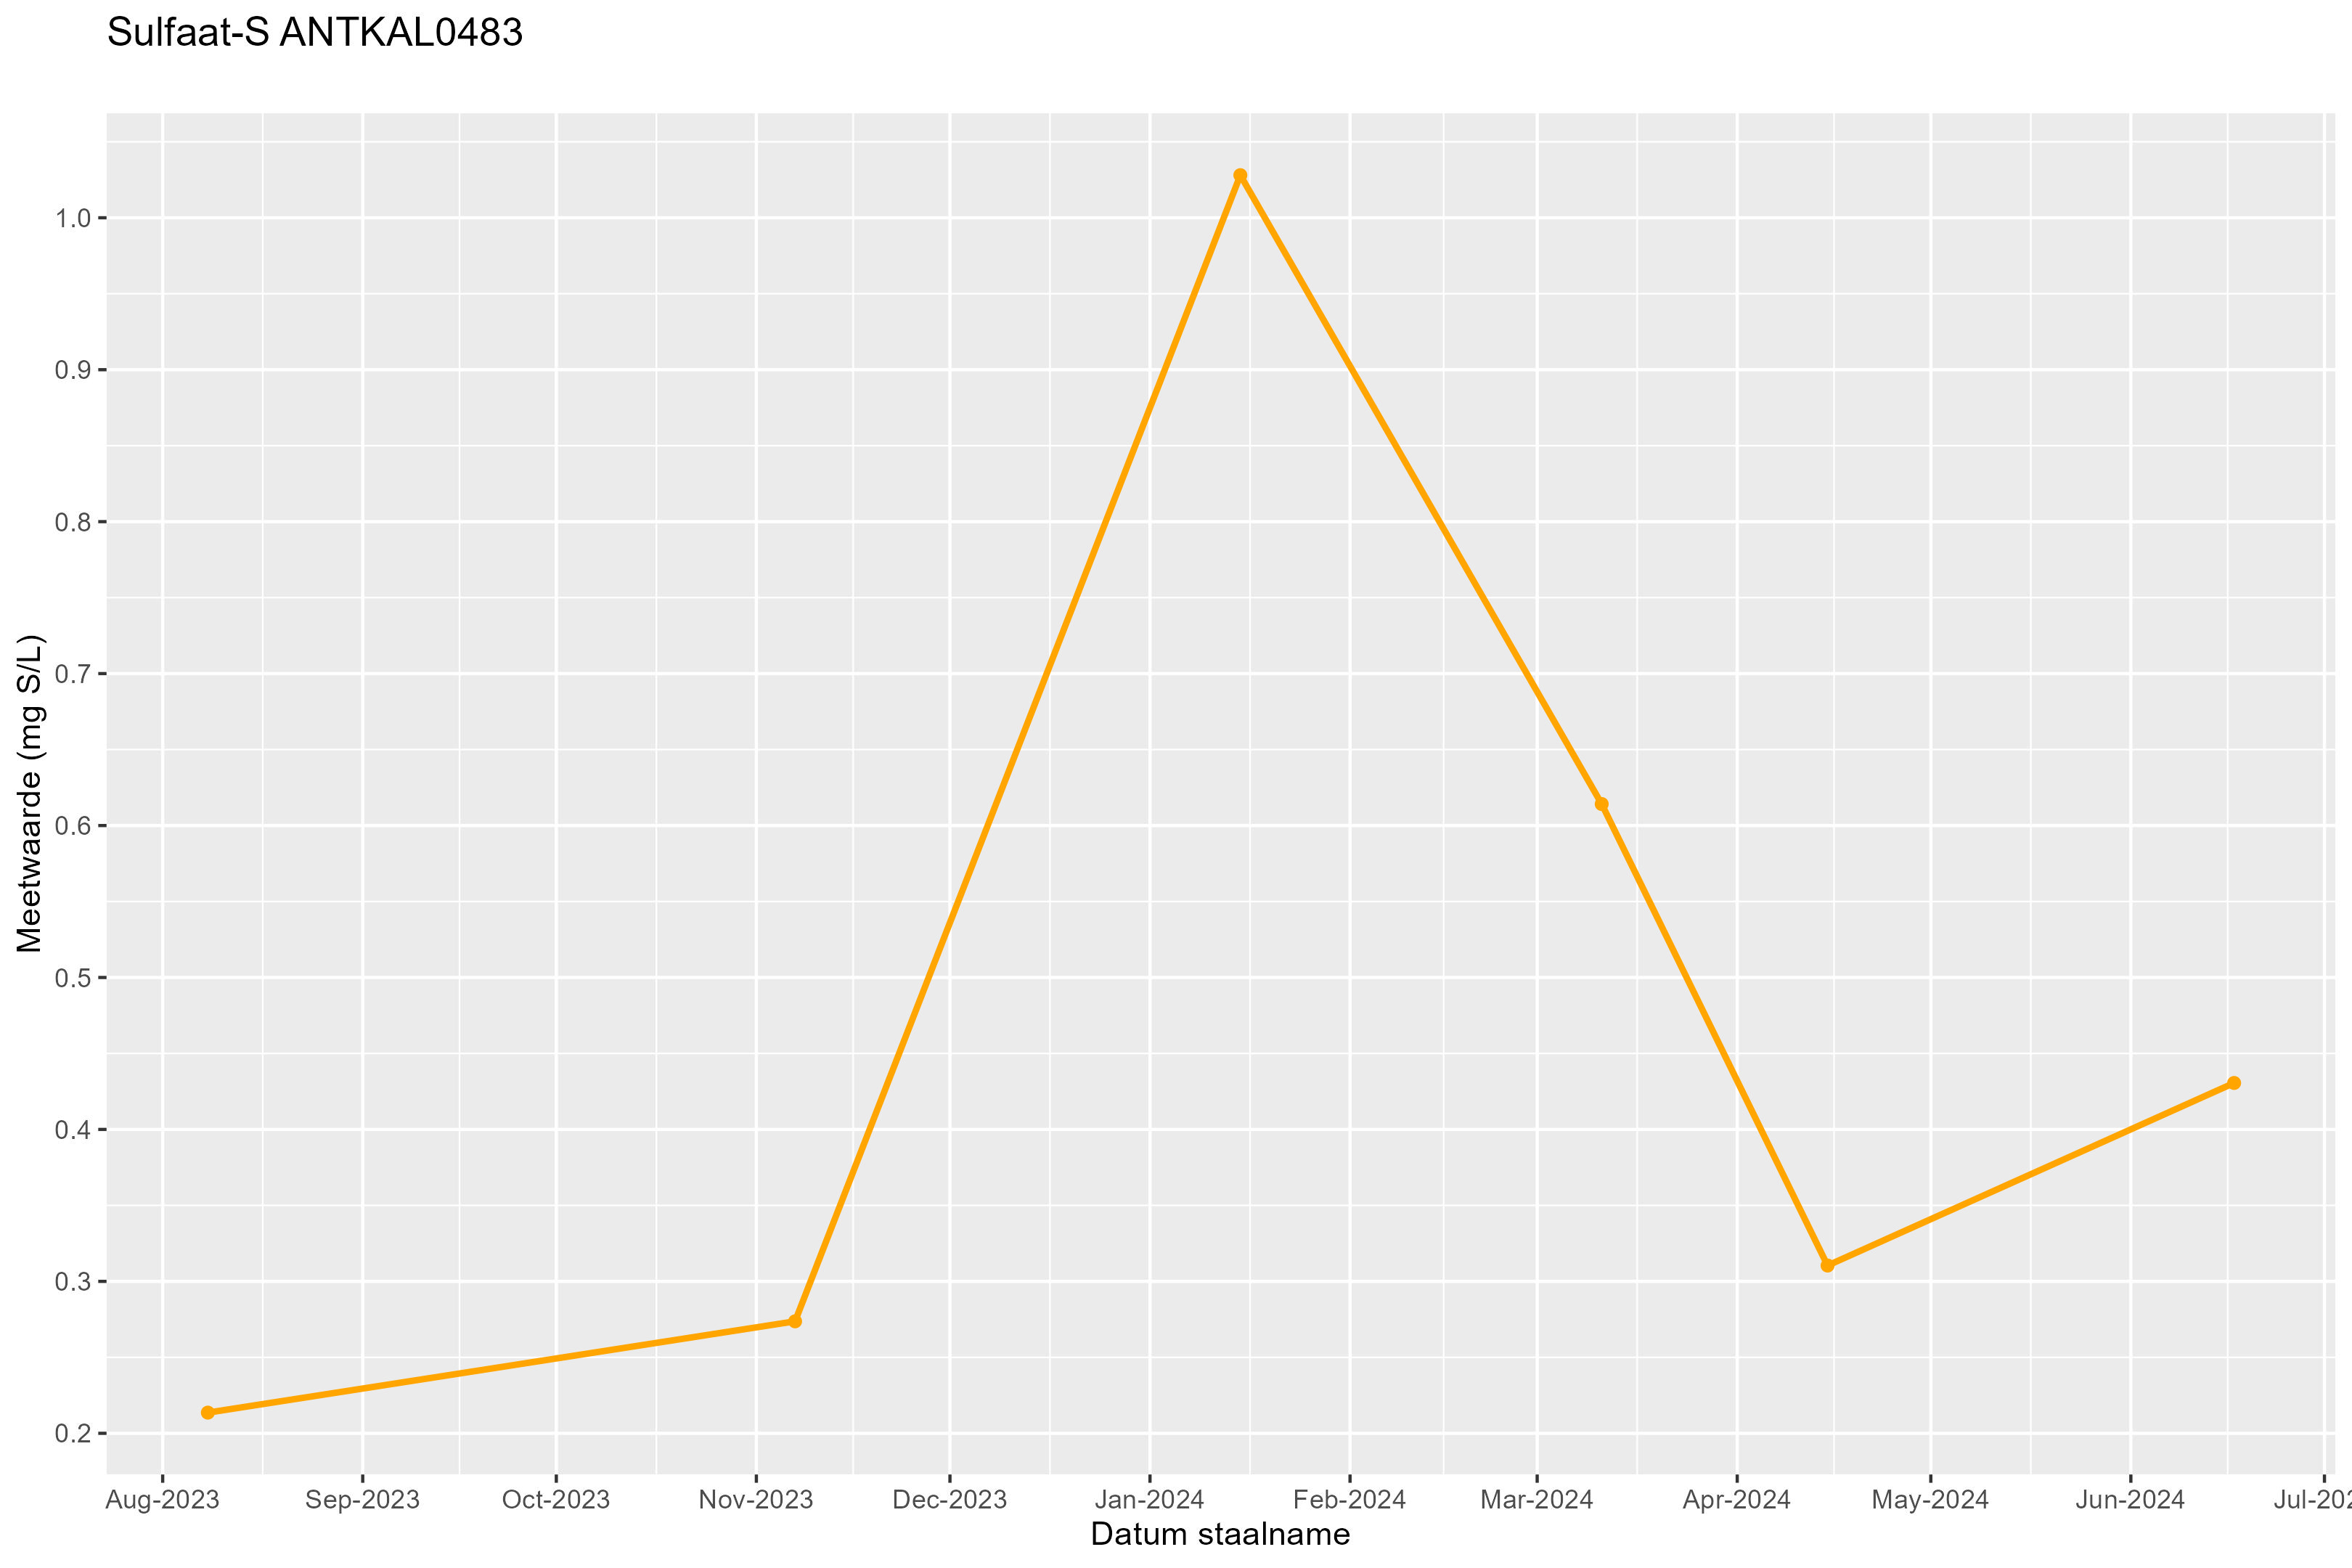 Sulfaat-S ANTKAL0483
Meetwaarde (mg S/L)
1.0
0.9
0.8
0.7
0.6
0.5
0.4
0.3
0.2
Aug-2023 Sep-2023 Oct-2023 Nov-2023 Dec-2023 Jan-2024 Feb-2024 Mar-2024 Apr-2024 May-2024 Jun-2024 Jul-202
Datum staalname